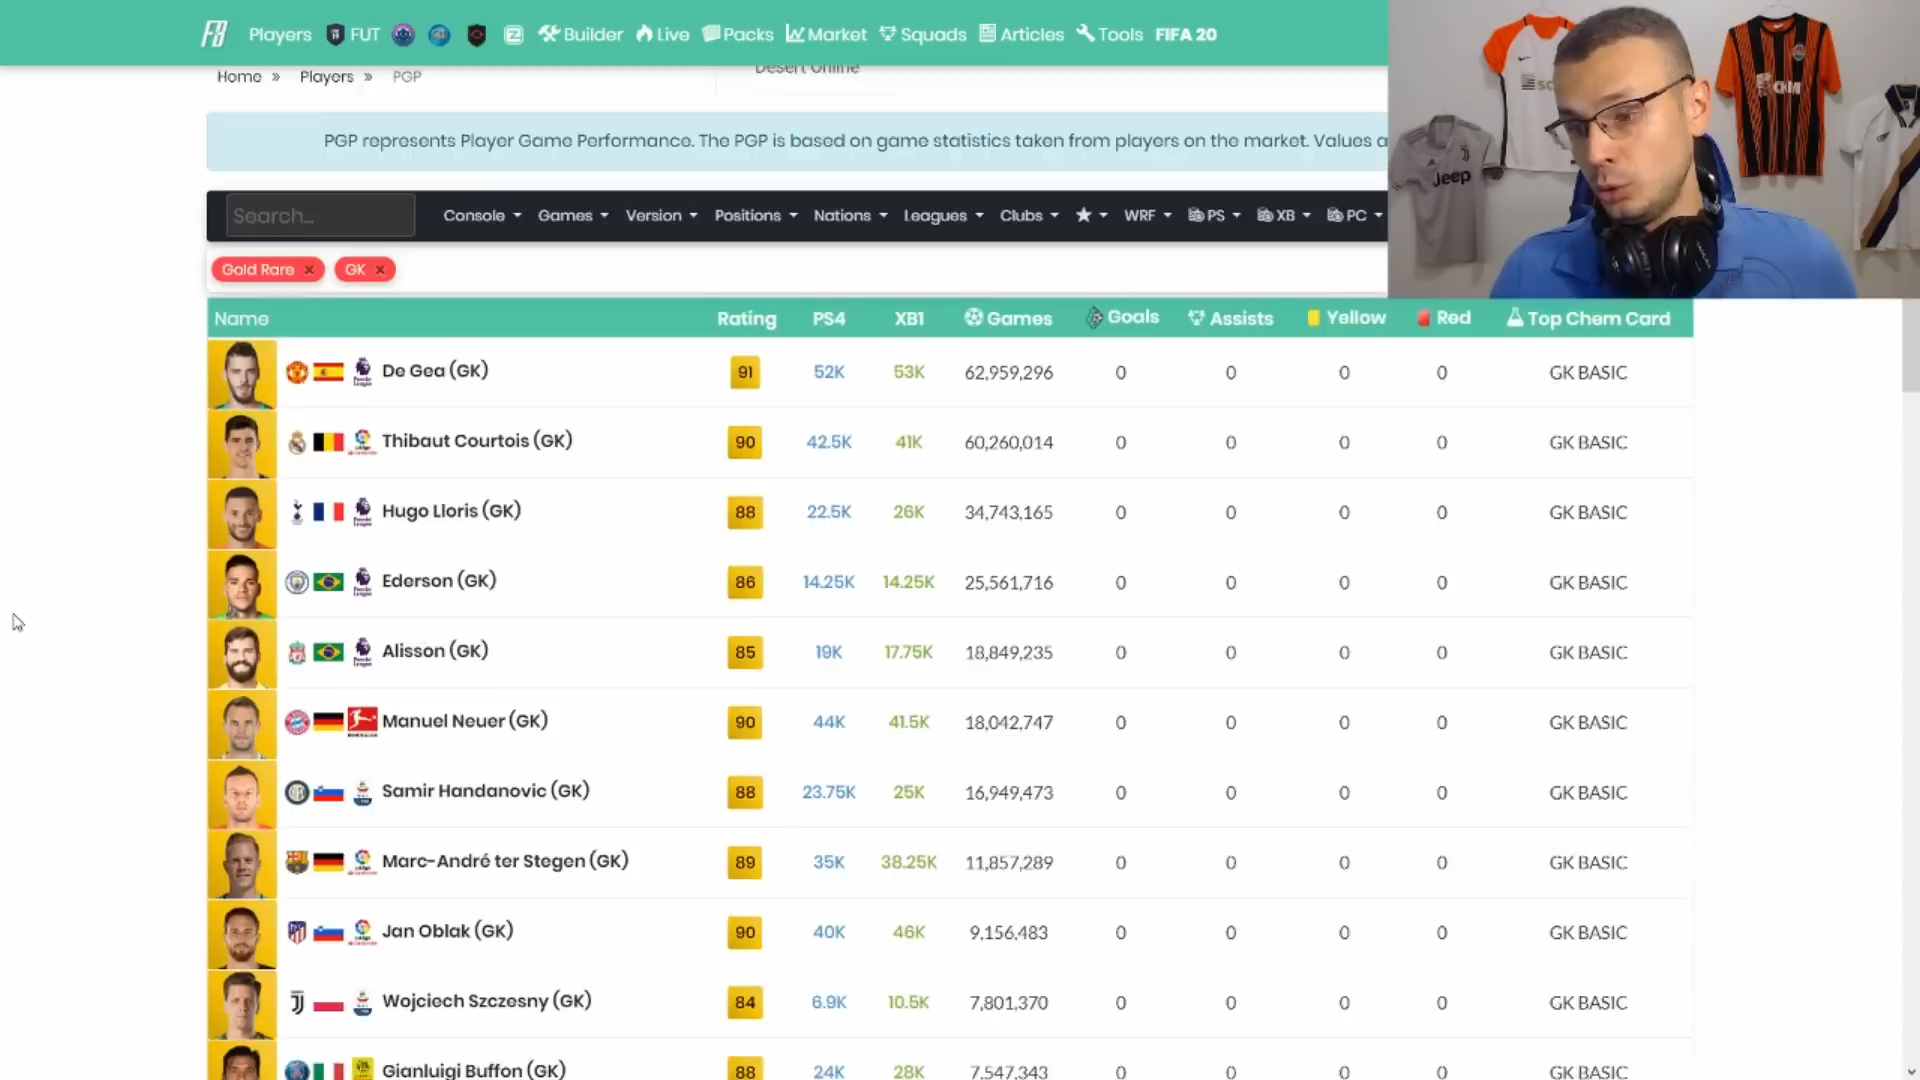 F8 Players FUT Builder Live Packs Market Squads Articles Tools FIFA 20
Home » Players » PGP
Desert Online
PGP represents Player Game Performance. The PGP is based on game statistics taken from players on the market. Values a
Search... Console Games Version Positions Nations Leagues Clubs WRF PS XB PC
Gold Rare × GK ×
Name Rating PS4 XB1 Games Goals Assists Yellow Red Top Chem Card
De Gea (GK) 91 52K 53K 62,959,296 0 0 0 0 GK BASIC
Thibaut Courtois (GK) 90 42.5K 41K 60,260,014 0 0 0 0 GK BASIC
Hugo Lloris (GK) 88 22.5K 26K 34,743,165 0 0 0 0 GK BASIC
Ederson (GK) 86 14.25K 14.25K 25,561,716 0 0 0 0 GK BASIC
Alisson (GK) 85 19K 17.75K 18,849,235 0 0 0 0 GK BASIC
Manuel Neuer (GK) 90 44K 41.5K 18,042,747 0 0 0 0 GK BASIC
Samir Handanovic (GK) 88 23.75K 25K 16,949,473 0 0 0 0 GK BASIC
Marc-André ter Stegen (GK) 89 35K 38.25K 11,857,289 0 0 0 0 GK BASIC
Jan Oblak (GK) 90 40K 46K 9,156,483 0 0 0 0 GK BASIC
Wojciech Szczesny (GK) 84 6.9K 10.5K 7,801,370 0 0 0 0 GK BASIC
Gianluigi Buffon (GK) 88 24K 28K 7,547,343 0 0 0 0 GK BASIC
Jeep